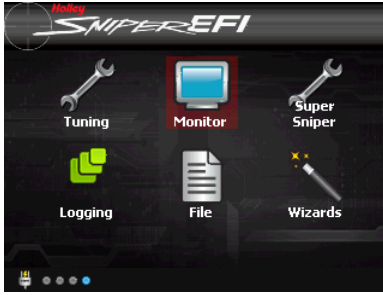 Holley
SNIPER EFI
Tuning
Monitor
Super
Sniper
Logging
File
Wizards